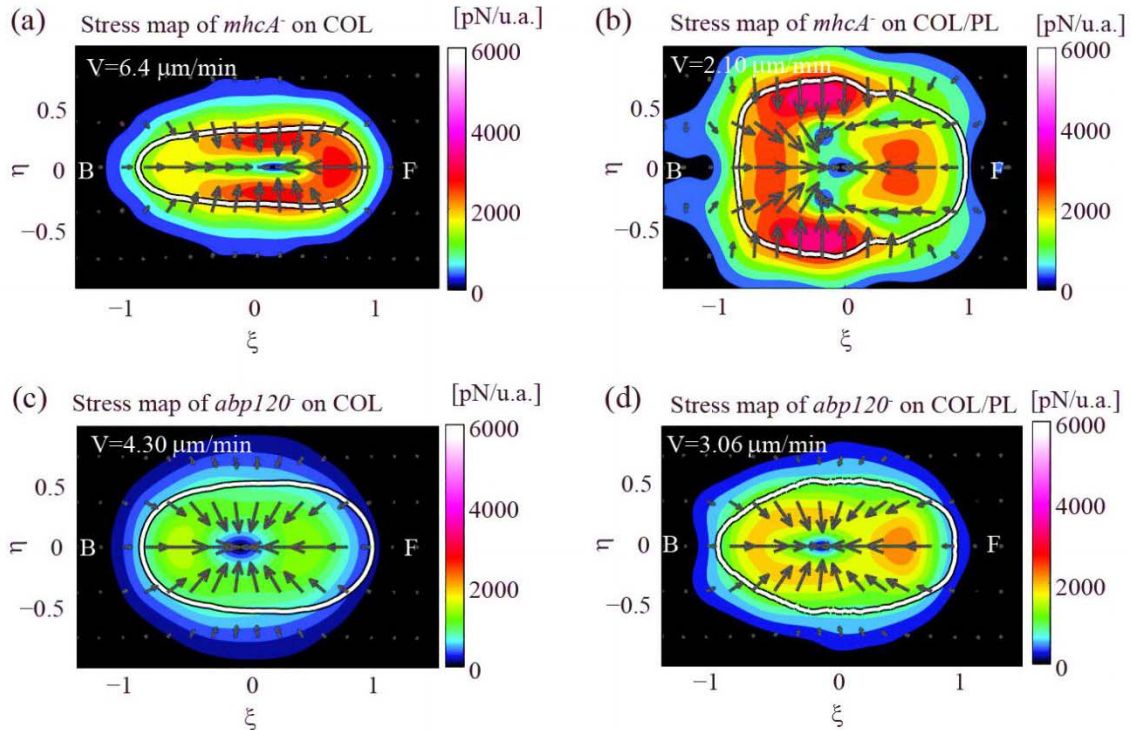 (a) Stress map of mhcA- on COL [pN/u.a.]
V=6.4 μm/min
6000
4000
2000
0
0.5
0
−0.5
η
B
F
−1 0 1
ξ
(b) Stress map of mhcA- on COL/PL [pN/u.a.]
V=2.10 μm/min
6000
4000
2000
0
0.5
0
−0.5
η
B
F
−1 0 1
ξ
(c) Stress map of abp120- on COL [pN/u.a.]
V=4.30 μm/min
6000
4000
2000
0
0.5
0
−0.5
η
B
F
−1 0 1
ξ
(d) Stress map of abp120- on COL/PL [pN/u.a.]
V=3.06 μm/min
6000
4000
2000
0
0.5
0
−0.5
η
B
F
−1 0 1
ξ